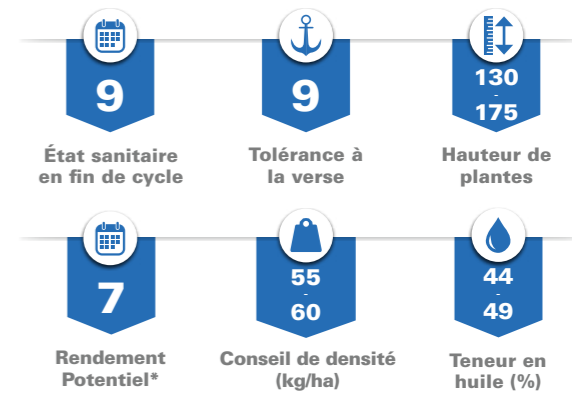 9
État sanitaire
en fin de cycle
9
Tolérance à
la verse
130
-
175
Hauteur de
plantes
7
Rendement
Potentiel*
55
-
60
Conseil de densité
(kg/ha)
44
-
49
Teneur en
huile (%)